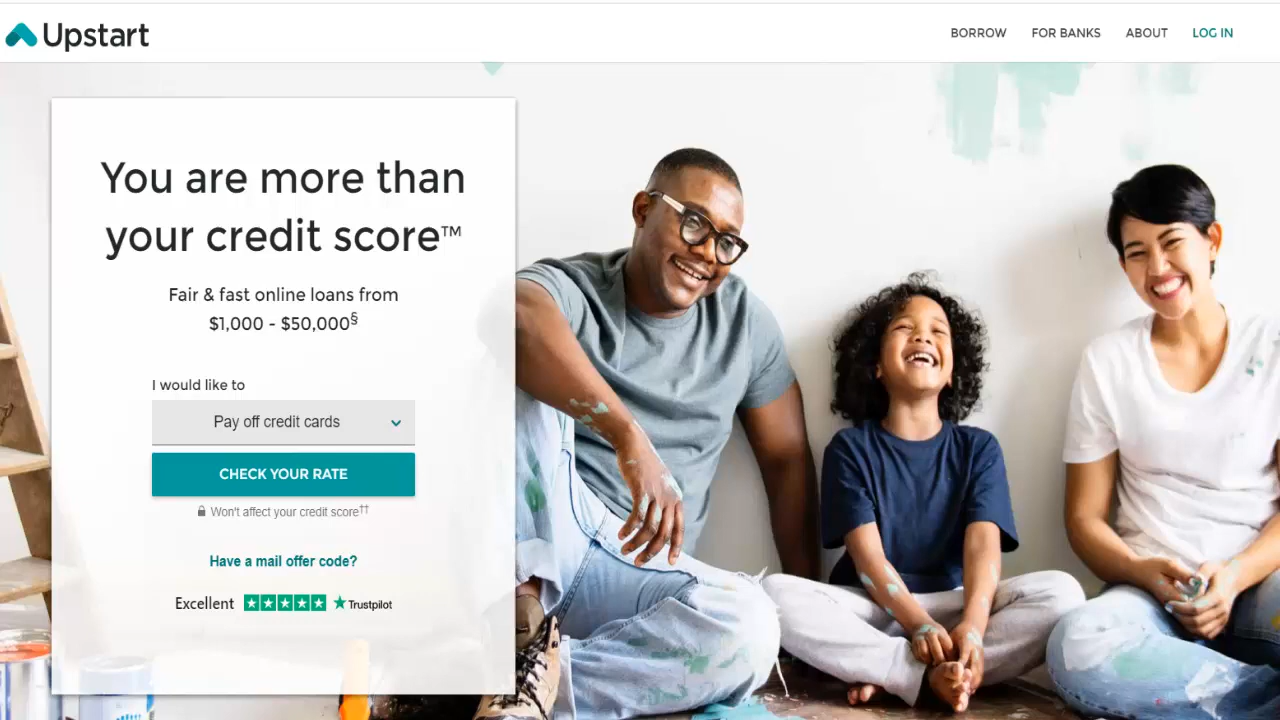 Upstart
BORROW FOR BANKS ABOUT LOG IN
You are more than
your credit score™
Fair & fast online loans from
$1,000 - $50,000§
I would like to
Pay off credit cards
CHECK YOUR RATE
Won't affect your credit score††
Have a mail offer code?
Excellent Trustpilot